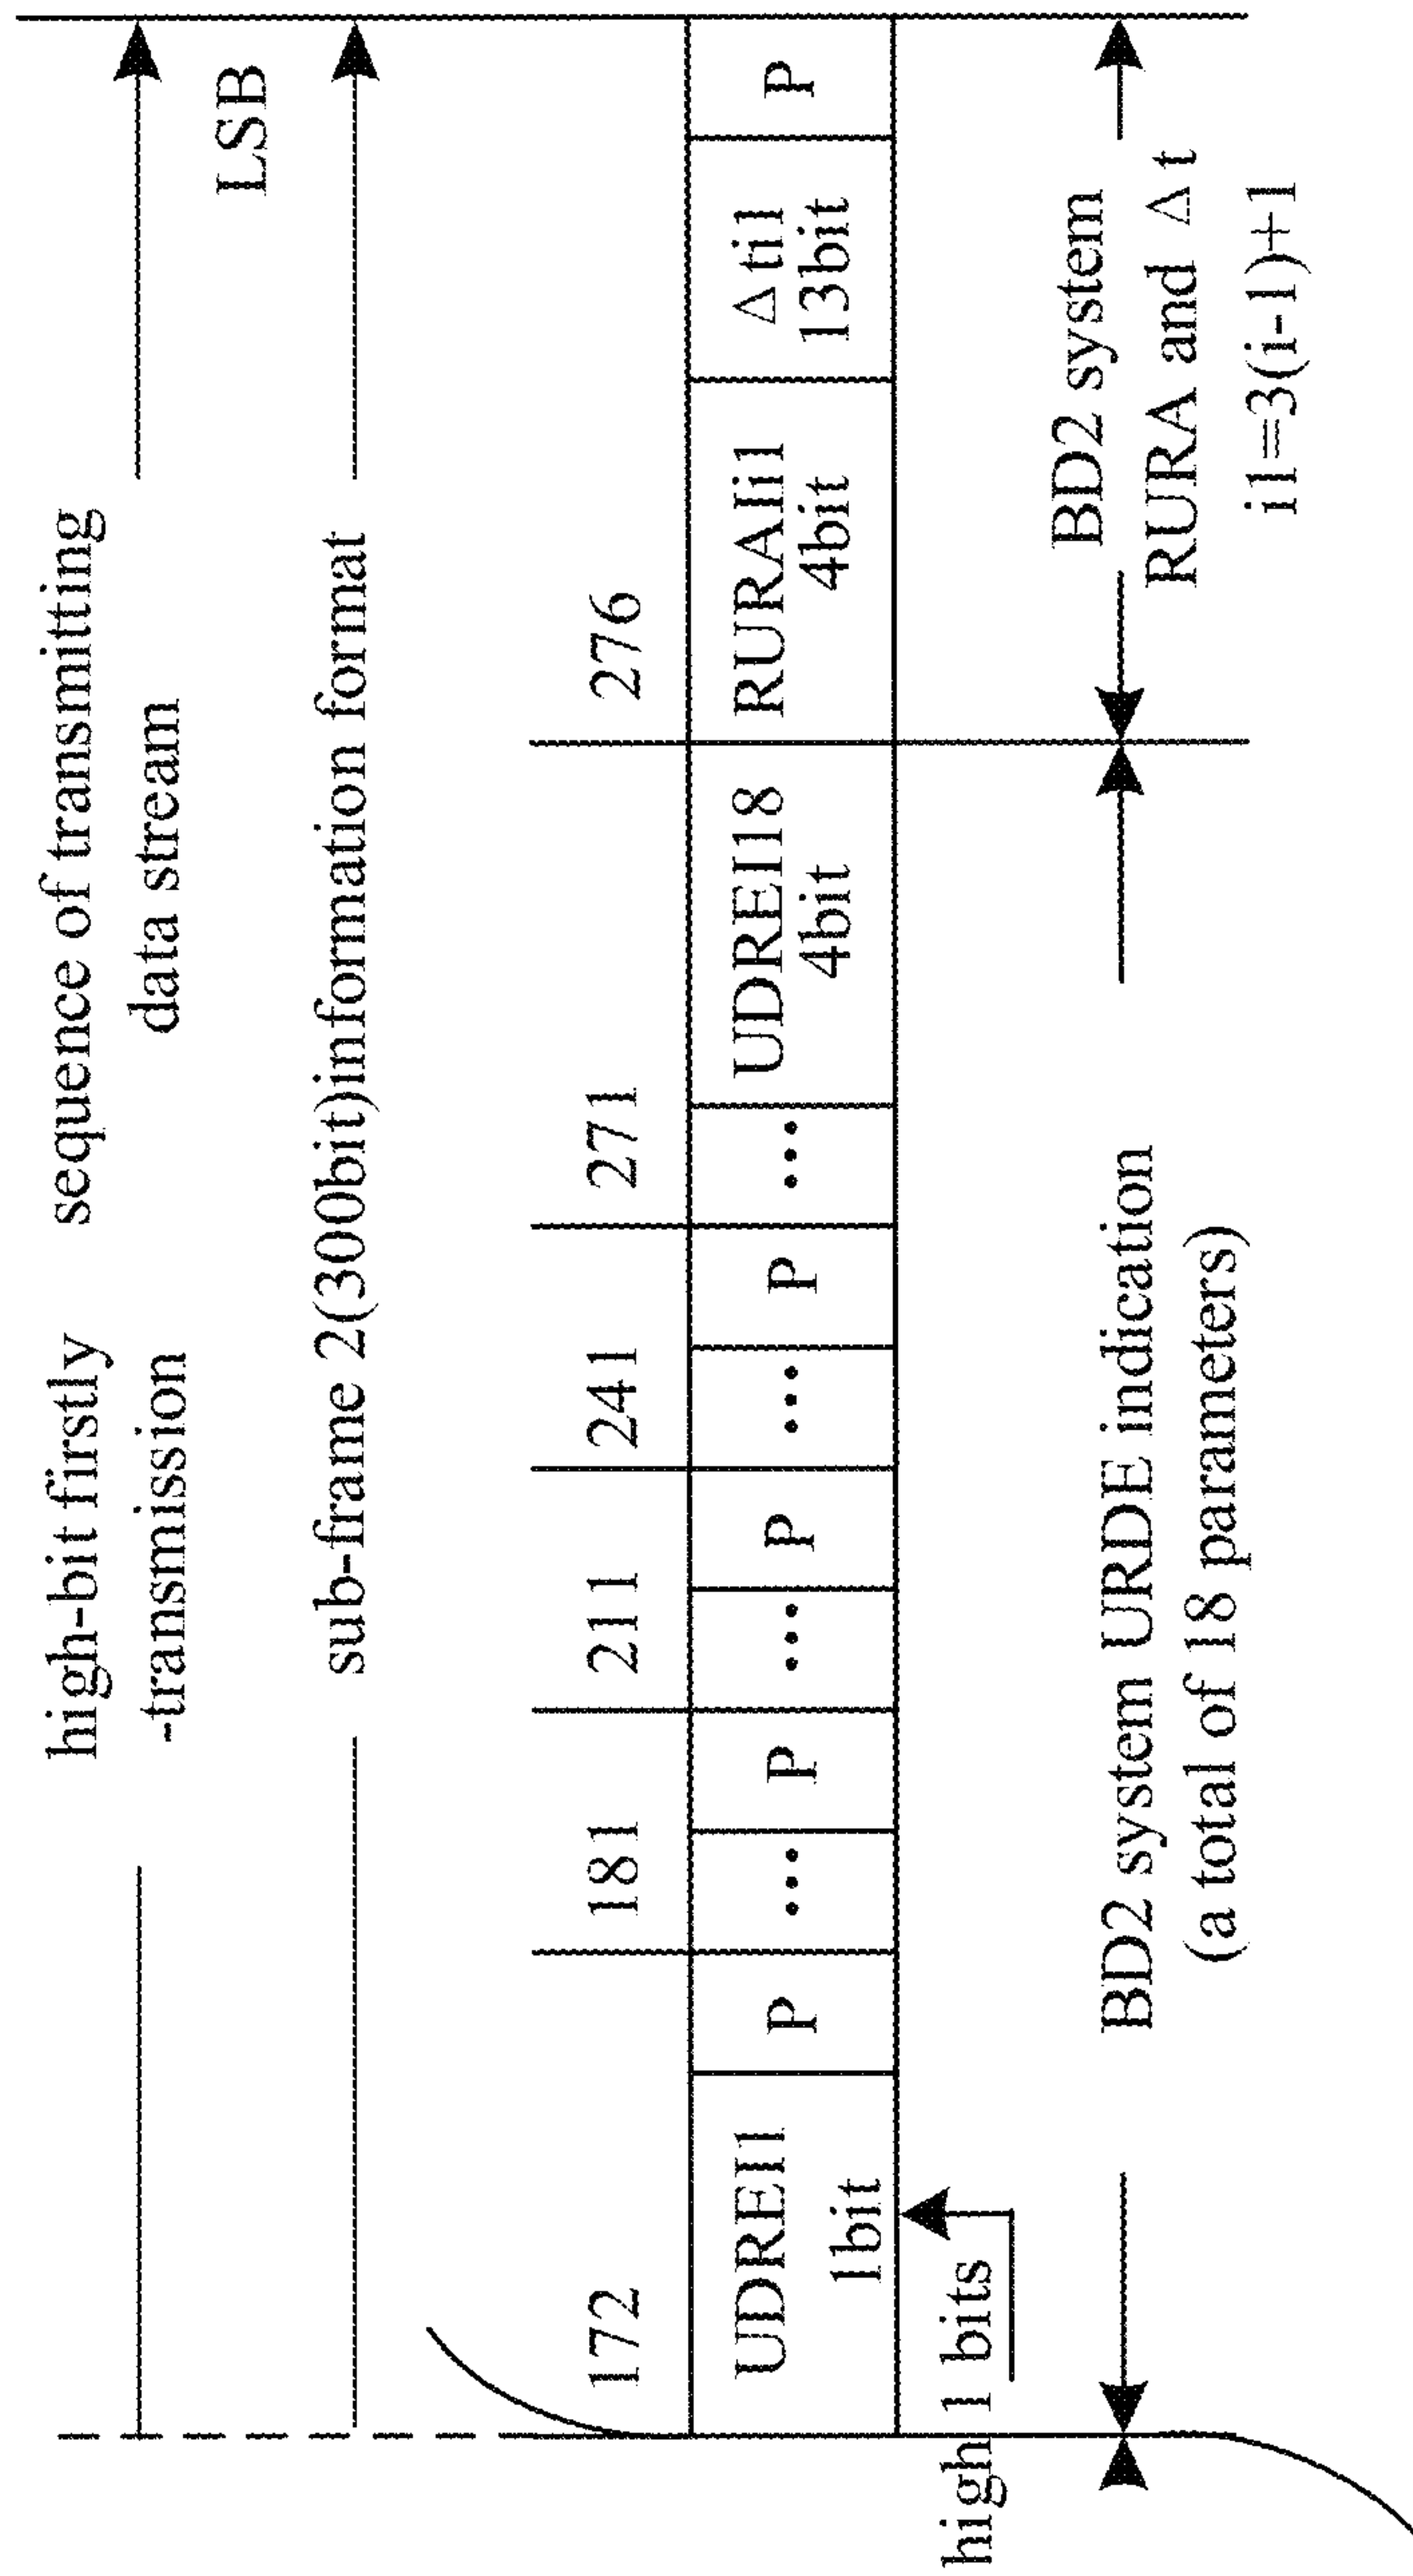 high-bit firstly
-transmission
sequence of transmitting
data stream
LSB
sub-frame 2(300bit)information format
172
181
211
241
271
276
UDREI1
1bit
P
...
P
...
P
...
P
...
UDREI18
4bit
RURAIi1
4bit
△ti1
13bit
P
high 1 bits
BD2 system URDE indication
(a total of 18 parameters)
BD2 system
RURA and △t
i1=3(i-1)+1